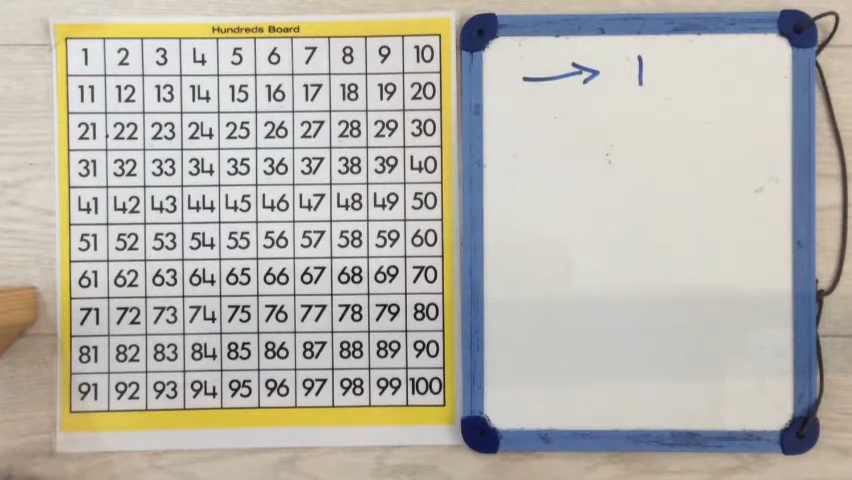 Hundreds Board
1 2 3 4 5 6 7 8 9 10
11 12 13 14 15 16 17 18 19 20
21 22 23 24 25 26 27 28 29 30
31 32 33 34 35 36 37 38 39 40
41 42 43 44 45 46 47 48 49 50
51 52 53 54 55 56 57 58 59 60
61 62 63 64 65 66 67 68 69 70
71 72 73 74 75 76 77 78 79 80
81 82 83 84 85 86 87 88 89 90
91 92 93 94 95 96 97 98 99 100
→ 1